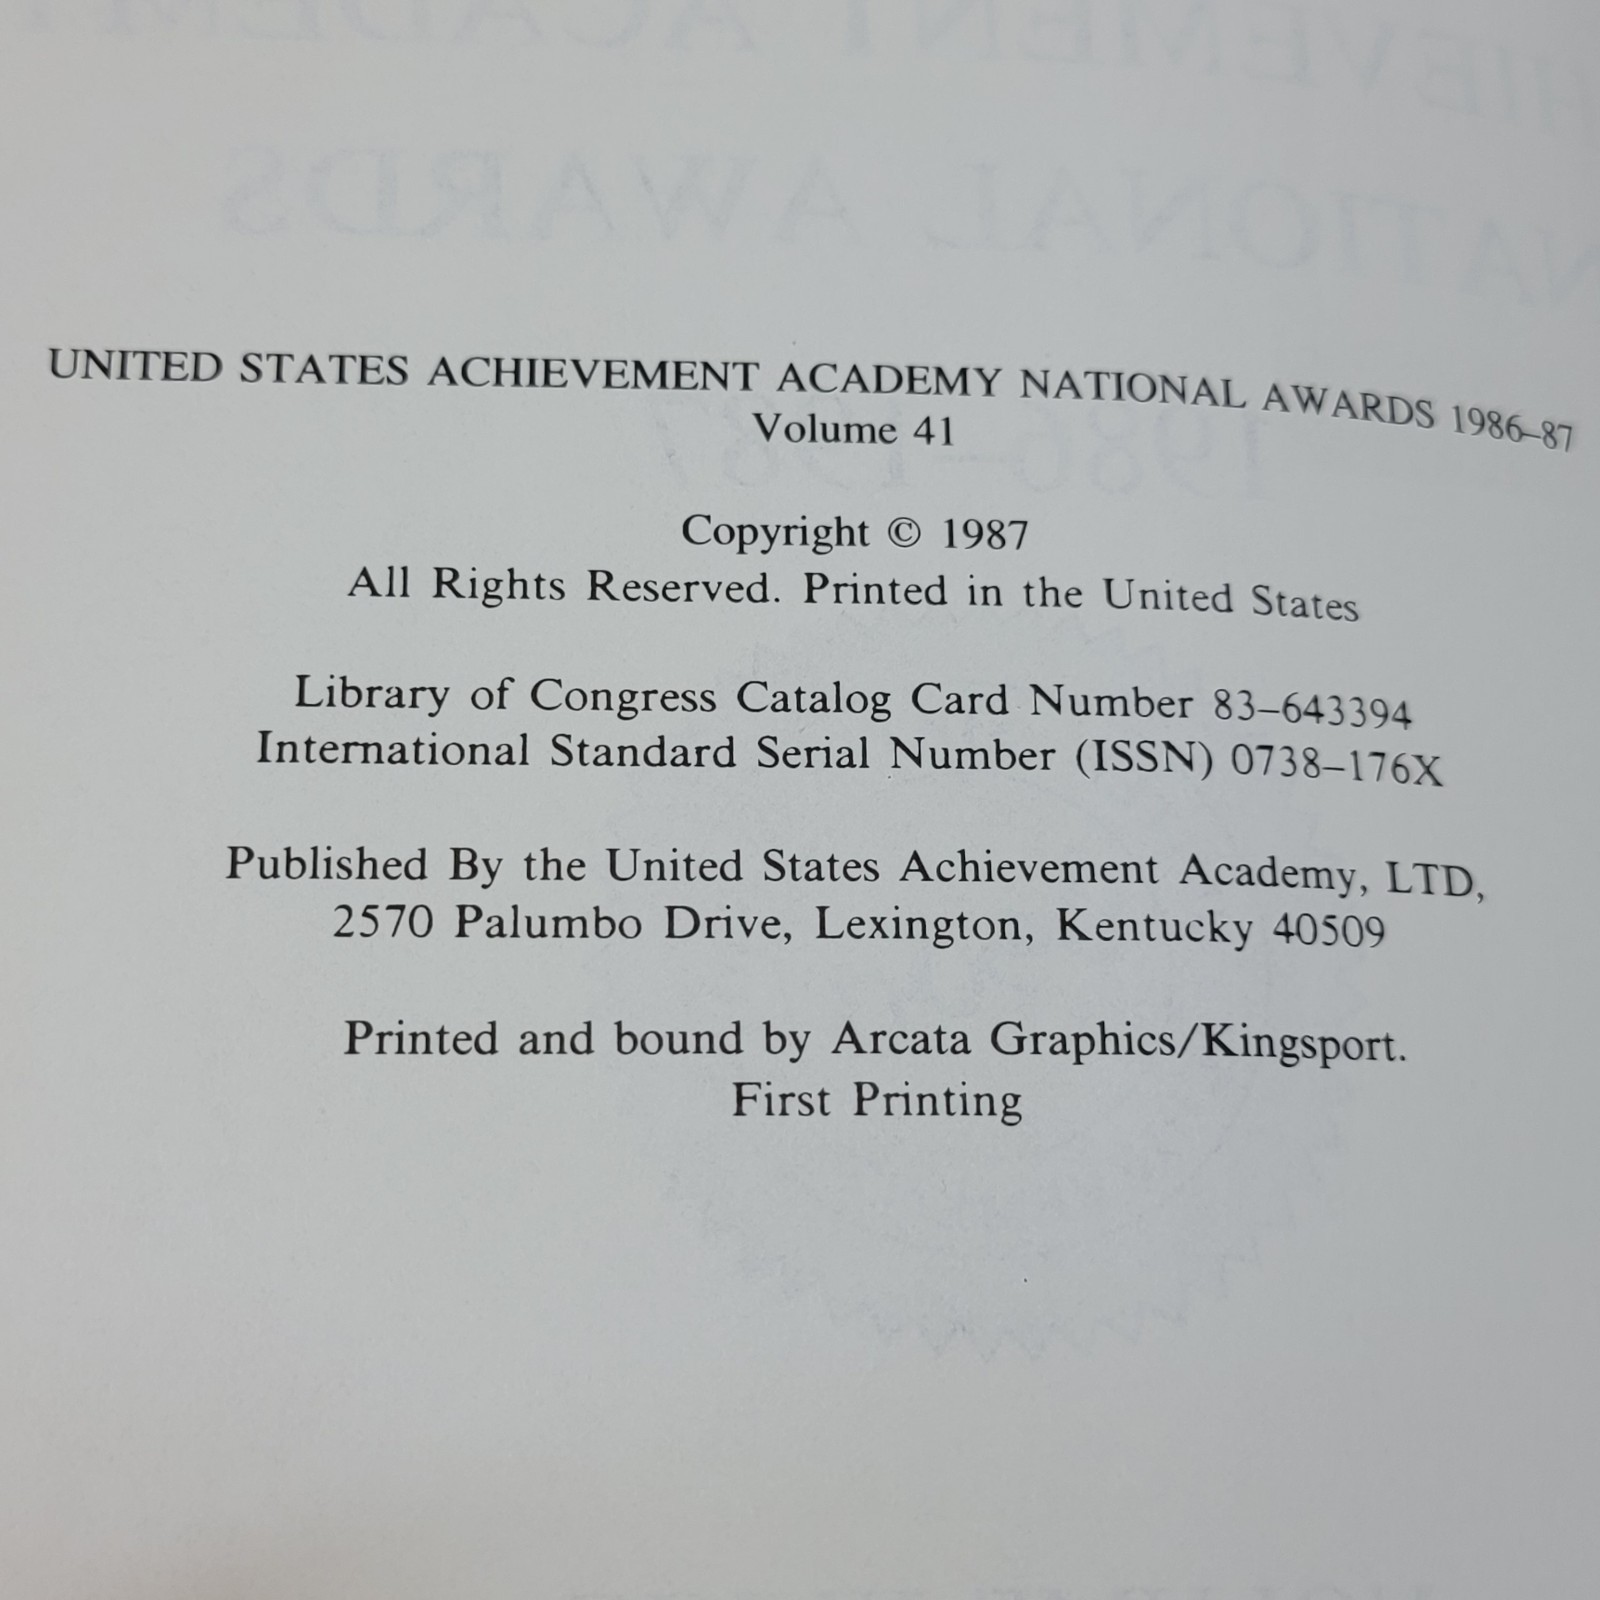 UNITED STATES ACHIEVEMENT ACADEMY NATIONAL AWARDS 1986–87
Volume 41
Copyright © 1987
All Rights Reserved. Printed in the United States
Library of Congress Catalog Card Number 83–643394
International Standard Serial Number (ISSN) 0738–176X
Published By the United States Achievement Academy, LTD,
2570 Palumbo Drive, Lexington, Kentucky 40509
Printed and bound by Arcata Graphics/Kingsport.
First Printing